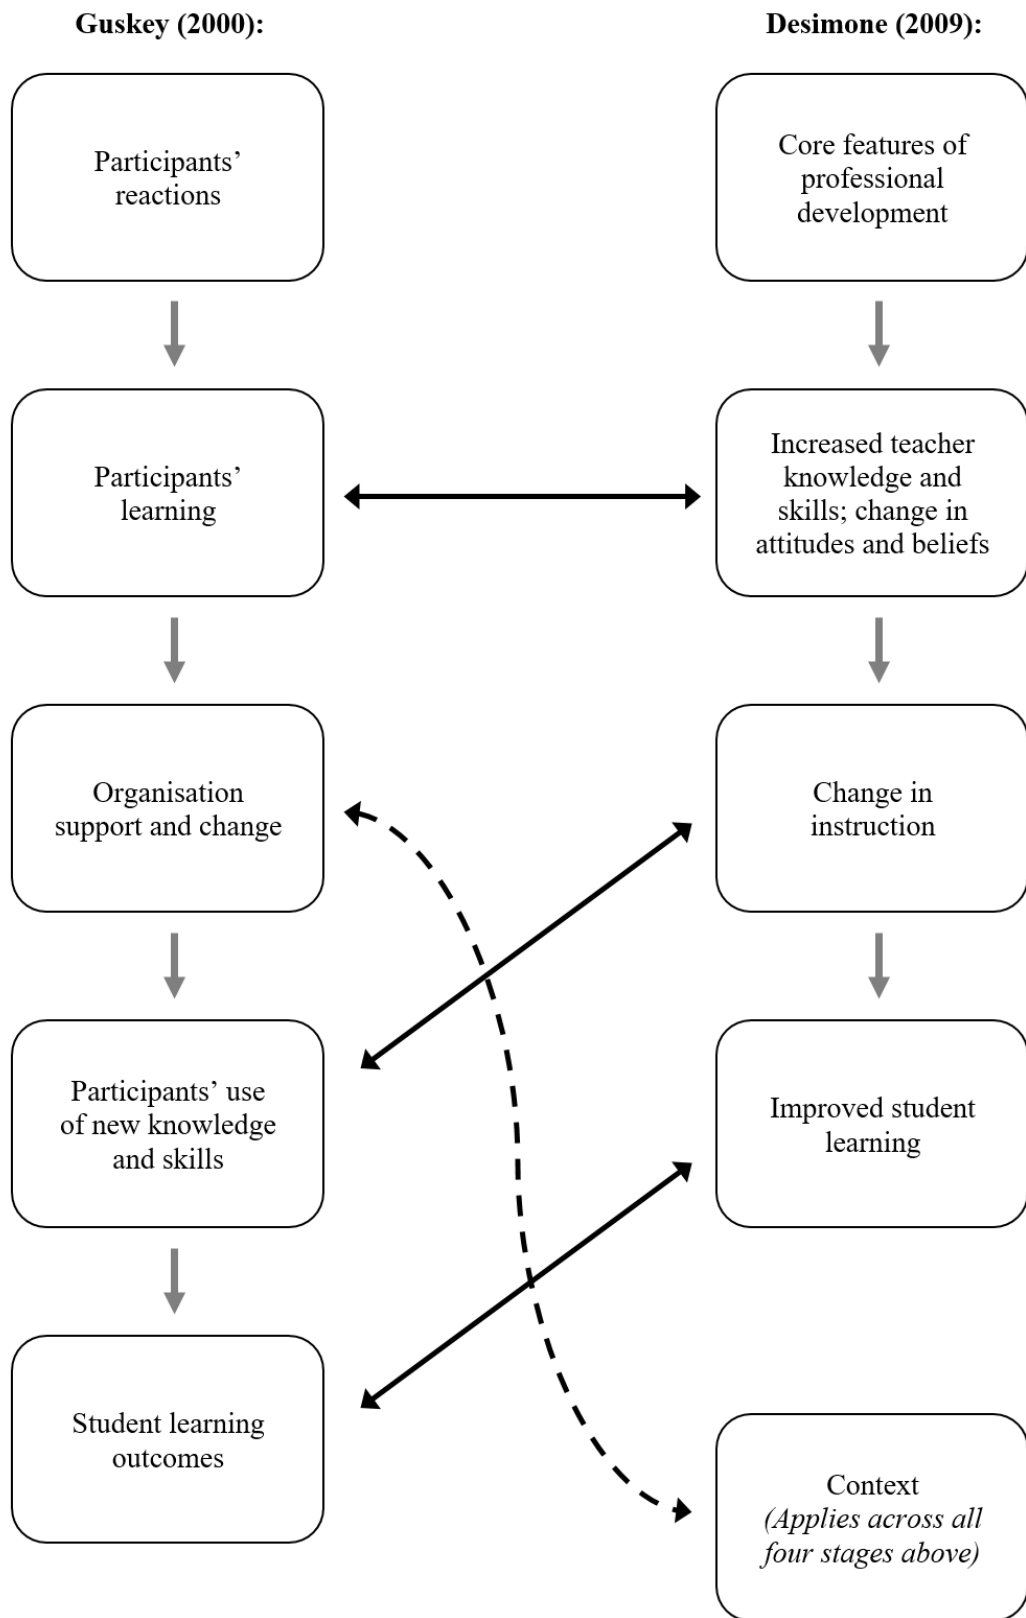 Guskey (2000):
Participants’
reactions
Participants’
learning
Organisation
support and change
Participants’ use
of new knowledge
and skills
Student learning
outcomes
Desimone (2009):
Core features of
professional
development
Increased teacher
knowledge and
skills; change in
attitudes and beliefs
Change in
instruction
Improved student
learning
Context
(Applies across all
four stages above)